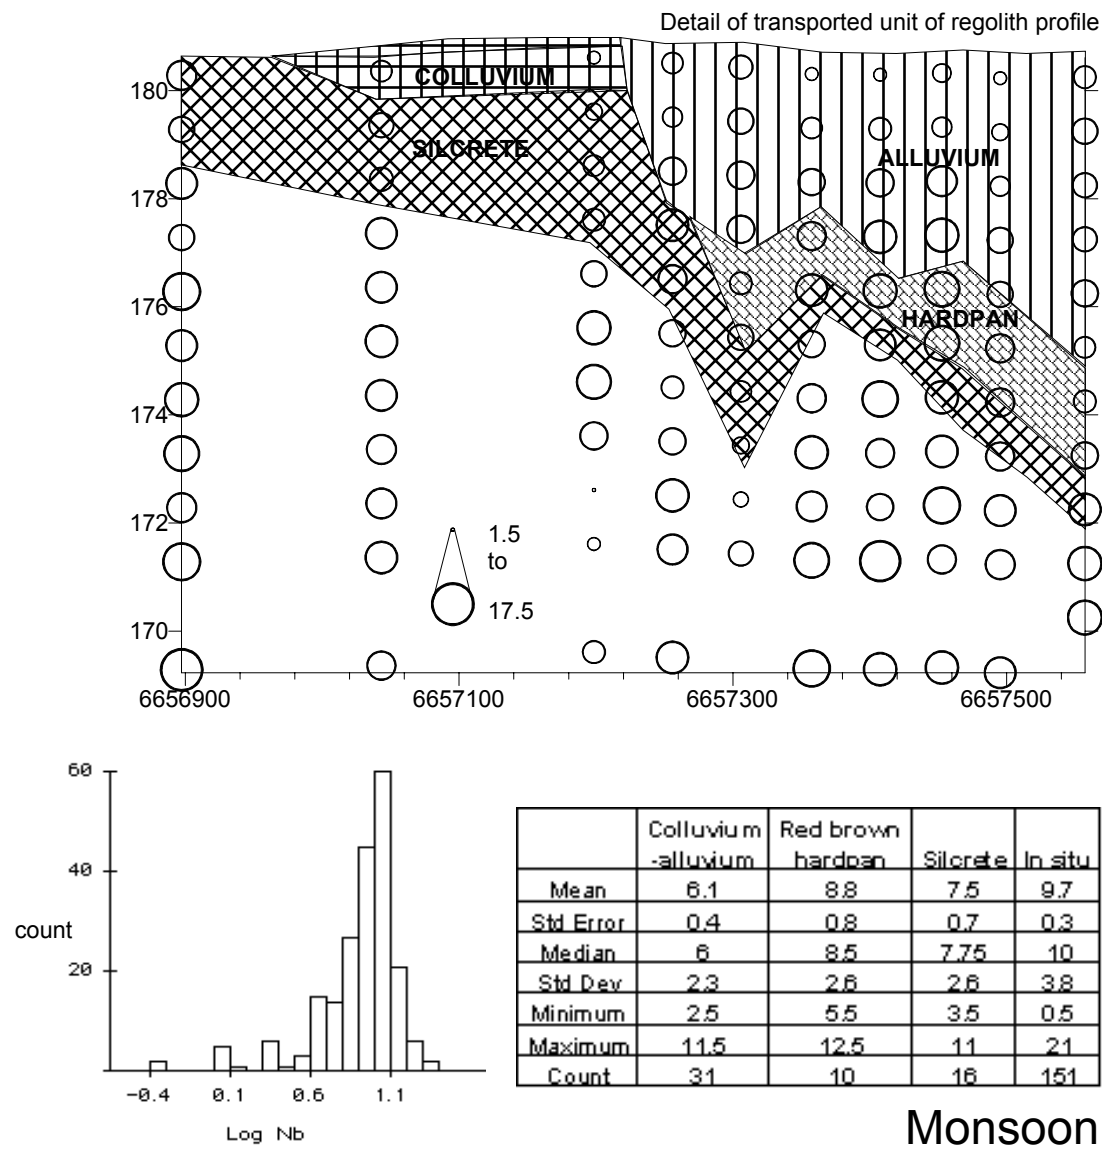 Detail of transported unit of regolith profile
180
178
176
174
172
170
COLLUVIUM
SILCRETE
ALLUVIUM
HARDPAN
1.5
to
17.5
6656900 6657100 6657300 6657500
60
40
20
count
-0.4 0.1 0.6 1.1
Log Nb
Colluvium Red brown
-alluvium hardpan Silcrete In situ
Mean 6.1 8.8 7.5 9.7
Std Error 0.4 0.8 0.7 0.3
Median 6 8.5 7.75 10
Std Dev 2.3 2.6 2.6 3.8
Minimum 2.5 5.5 3.5 0.5
Maximum 11.5 12.5 11 21
Count 31 10 16 151
Monsoon